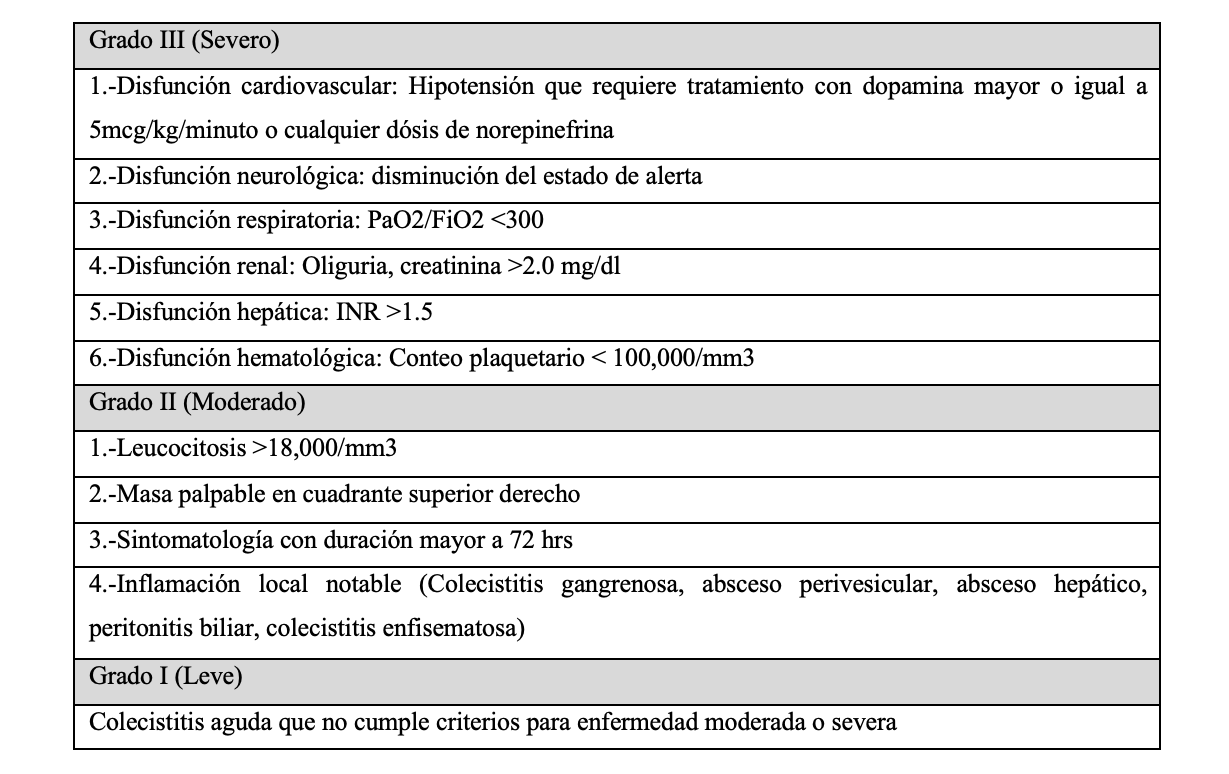 Grado III (Severo)
1.-Disfunción cardiovascular: Hipotensión que requiere tratamiento con dopamina mayor o igual a
5mcg/kg/minuto o cualquier dósis de norepinefrina
2.-Disfunción neurológica: disminución del estado de alerta
3.-Disfunción respiratoria: PaO2/FiO2 <300
4.-Disfunción renal: Oliguria, creatinina >2.0 mg/dl
5.-Disfunción hepática: INR >1.5
6.-Disfunción hematológica: Conteo plaquetario < 100,000/mm3
Grado II (Moderado)
1.-Leucocitosis >18,000/mm3
2.-Masa palpable en cuadrante superior derecho
3.-Sintomatología con duración mayor a 72 hrs
4.-Inflamación local notable (Colecistitis gangrenosa, absceso perivesicular, absceso hepático,
peritonitis biliar, colecistitis enfisematosa)
Grado I (Leve)
Colecistitis aguda que no cumple criterios para enfermedad moderada o severa